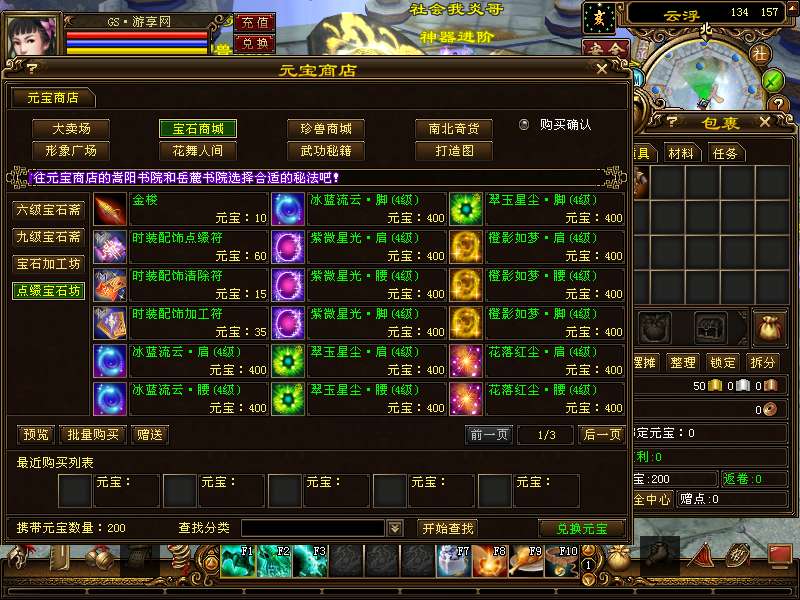 GS·游享网
充值
兑换
社会我炎哥
神器进阶
安全
云浮 134 157
北
社
?
元宝商店
元宝商店
大卖场 宝石商城 珍兽商城 南北奇货 购买确认
形象广场 花舞人间 武功秘籍 打造图
往元宝商店的嵩阳书院和岳麓书院选择合适的秘法吧!
六级宝石斋
九级宝石斋
宝石加工坊
点缀宝石坊
金梭 冰蓝流云·脚(4级) 翠玉星尘·脚(4级)
元宝:10 元宝:400 元宝:400
时装配饰点缀符 紫微星光·肩(4级) 橙影如梦·肩(4级)
元宝:60 元宝:400 元宝:400
时装配饰清除符 紫微星光·腰(4级) 橙影如梦·腰(4级)
元宝:15 元宝:400 元宝:400
时装配饰加工符 紫微星光·脚(4级) 橙影如梦·脚(4级)
元宝:35 元宝:400 元宝:400
冰蓝流云·肩(4级) 翠玉星尘·肩(4级) 花落红尘·肩(4级)
元宝:400 元宝:400 元宝:400
冰蓝流云·腰(4级) 翠玉星尘·腰(4级) 花落红尘·腰(4级)
元宝:400 元宝:400 元宝:400
预览 批量购买 赠送 前一页 1/3 后一页
最近购买列表
元宝: 元宝: 元宝: 元宝: 元宝:
携带元宝数量:200 查找分类 开始查找 兑换元宝
包裹
材料 任务
整理 锁定 拆分
50 0 0
0
定元宝:0
利:0
宝:200 返卷:0
全中心 赠点:0
F1 F2 F3 F7 F8 F9 F10
1